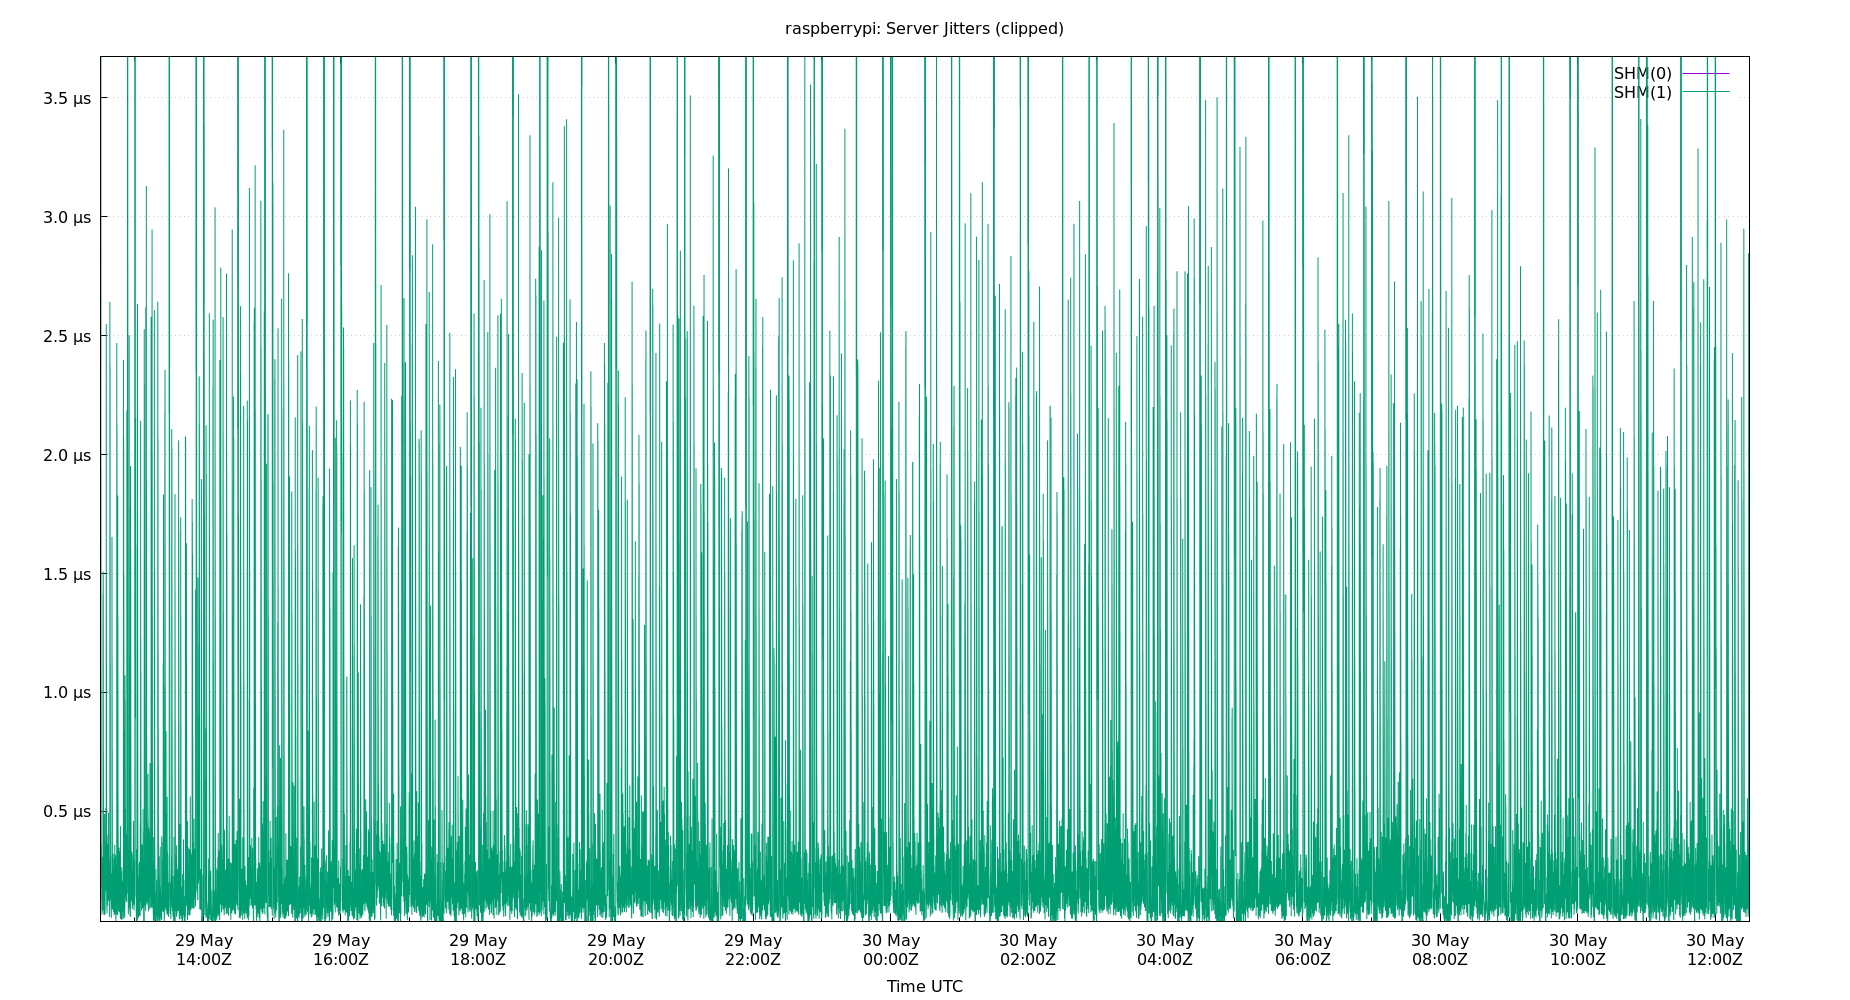 raspberrypi: Server Jitters (clipped)
SHM(0)
SHM(1)
3.5 µs
3.0 µs
2.5 µs
2.0 µs
1.5 µs
1.0 µs
0.5 µs
29 May 29 May 29 May 29 May 29 May 30 May 30 May 30 May 30 May 30 May 30 May 30 May
14:00Z 16:00Z 18:00Z 20:00Z 22:00Z 00:00Z 02:00Z 04:00Z 06:00Z 08:00Z 10:00Z 12:00Z
Time UTC